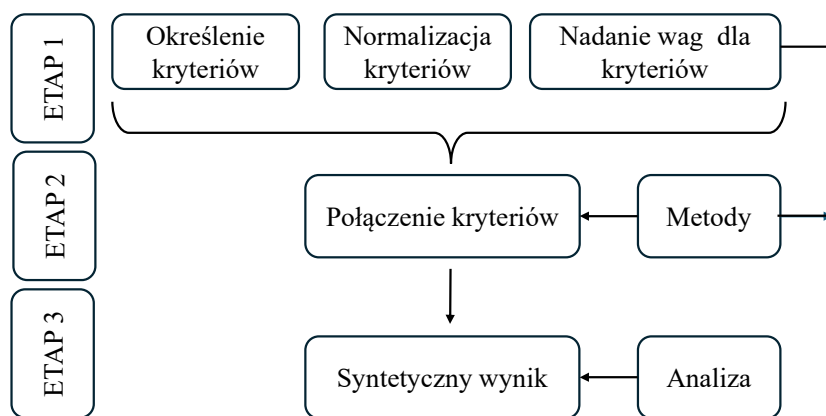 ETAP 1
Określenie
kryteriów
Normalizacja
kryteriów
Nadanie wag dla
kryteriów
ETAP 2
Połączenie kryteriów
Metody
ETAP 3
Syntetyczny wynik
Analiza